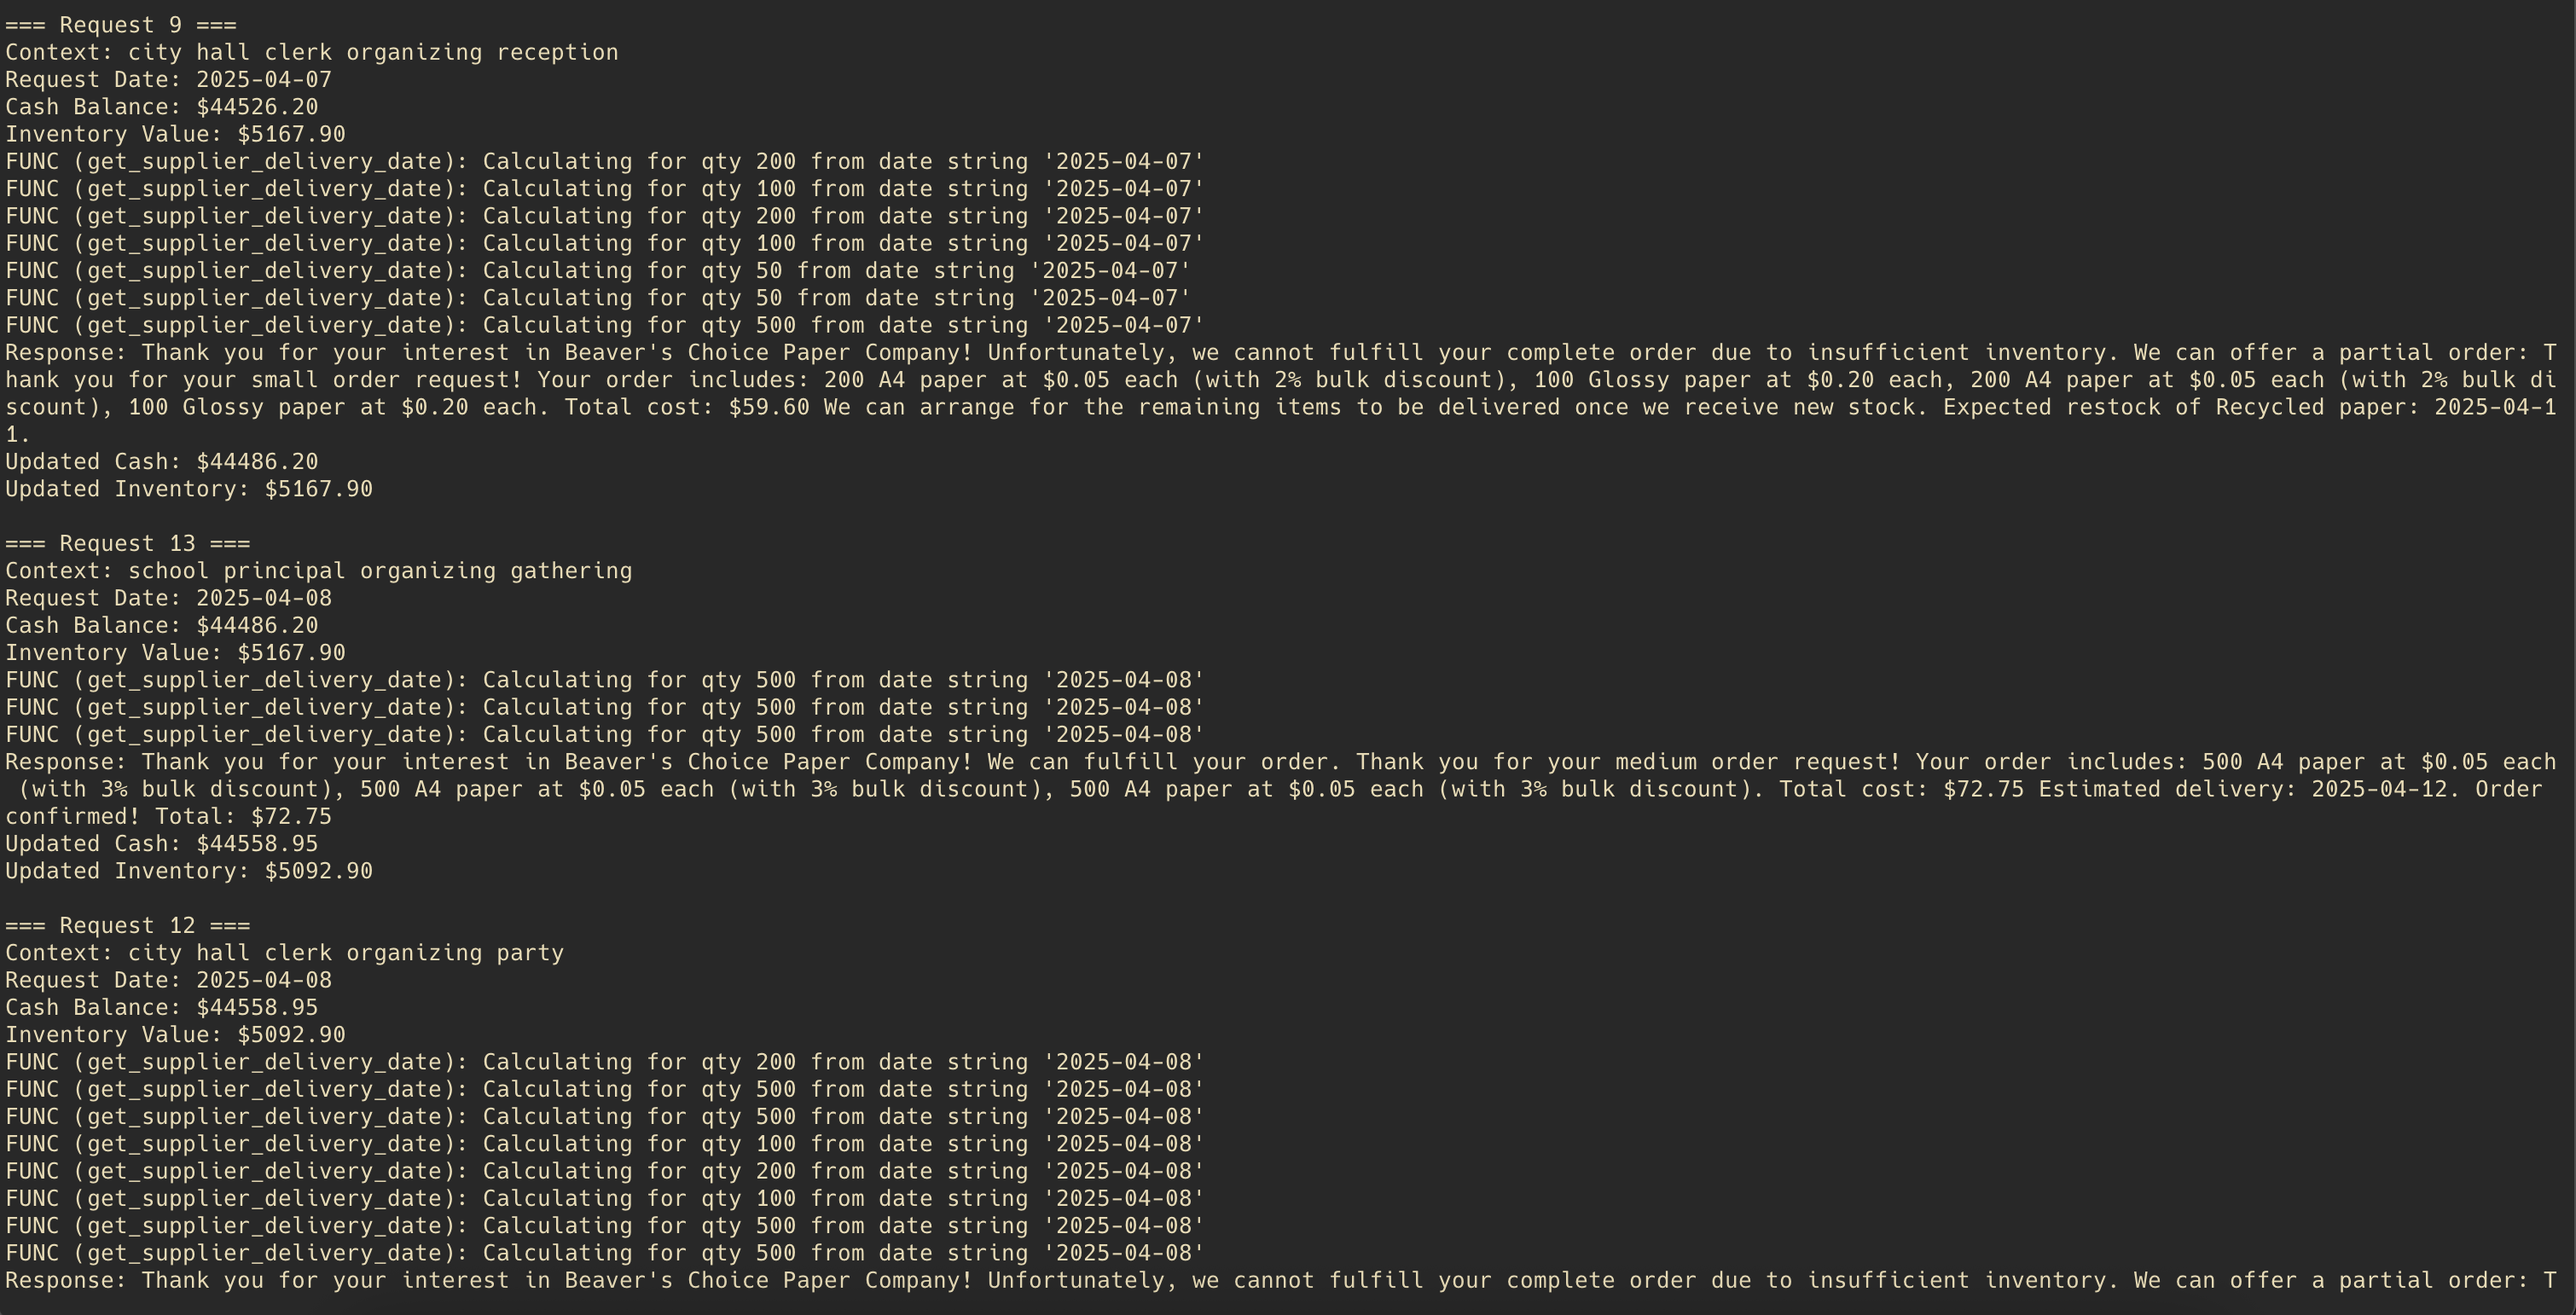 === Request 9 ===
Context: city hall clerk organizing reception
Request Date: 2025-04-07
Cash Balance: $44526.20
Inventory Value: $5167.90
FUNC (get_supplier_delivery_date): Calculating for qty 200 from date string '2025-04-07'
FUNC (get_supplier_delivery_date): Calculating for qty 100 from date string '2025-04-07'
FUNC (get_supplier_delivery_date): Calculating for qty 200 from date string '2025-04-07'
FUNC (get_supplier_delivery_date): Calculating for qty 100 from date string '2025-04-07'
FUNC (get_supplier_delivery_date): Calculating for qty 50 from date string '2025-04-07'
FUNC (get_supplier_delivery_date): Calculating for qty 50 from date string '2025-04-07'
FUNC (get_supplier_delivery_date): Calculating for qty 500 from date string '2025-04-07'
Response: Thank you for your interest in Beaver's Choice Paper Company! Unfortunately, we cannot fulfill your complete order due to insufficient inventory. We can offer a partial order: T
hank you for your small order request! Your order includes: 200 A4 paper at $0.05 each (with 2% bulk discount), 100 Glossy paper at $0.20 each, 200 A4 paper at $0.05 each (with 2% bulk di
scount), 100 Glossy paper at $0.20 each. Total cost: $59.60 We can arrange for the remaining items to be delivered once we receive new stock. Expected restock of Recycled paper: 2025-04-1
1.
Updated Cash: $44486.20
Updated Inventory: $5167.90

=== Request 13 ===
Context: school principal organizing gathering
Request Date: 2025-04-08
Cash Balance: $44486.20
Inventory Value: $5167.90
FUNC (get_supplier_delivery_date): Calculating for qty 500 from date string '2025-04-08'
FUNC (get_supplier_delivery_date): Calculating for qty 500 from date string '2025-04-08'
FUNC (get_supplier_delivery_date): Calculating for qty 500 from date string '2025-04-08'
Response: Thank you for your interest in Beaver's Choice Paper Company! We can fulfill your order. Thank you for your medium order request! Your order includes: 500 A4 paper at $0.05 each
 (with 3% bulk discount), 500 A4 paper at $0.05 each (with 3% bulk discount), 500 A4 paper at $0.05 each (with 3% bulk discount). Total cost: $72.75 Estimated delivery: 2025-04-12. Order
confirmed! Total: $72.75
Updated Cash: $44558.95
Updated Inventory: $5092.90

=== Request 12 ===
Context: city hall clerk organizing party
Request Date: 2025-04-08
Cash Balance: $44558.95
Inventory Value: $5092.90
FUNC (get_supplier_delivery_date): Calculating for qty 200 from date string '2025-04-08'
FUNC (get_supplier_delivery_date): Calculating for qty 500 from date string '2025-04-08'
FUNC (get_supplier_delivery_date): Calculating for qty 500 from date string '2025-04-08'
FUNC (get_supplier_delivery_date): Calculating for qty 100 from date string '2025-04-08'
FUNC (get_supplier_delivery_date): Calculating for qty 200 from date string '2025-04-08'
FUNC (get_supplier_delivery_date): Calculating for qty 100 from date string '2025-04-08'
FUNC (get_supplier_delivery_date): Calculating for qty 500 from date string '2025-04-08'
FUNC (get_supplier_delivery_date): Calculating for qty 500 from date string '2025-04-08'
Response: Thank you for your interest in Beaver's Choice Paper Company! Unfortunately, we cannot fulfill your complete order due to insufficient inventory. We can offer a partial order: T